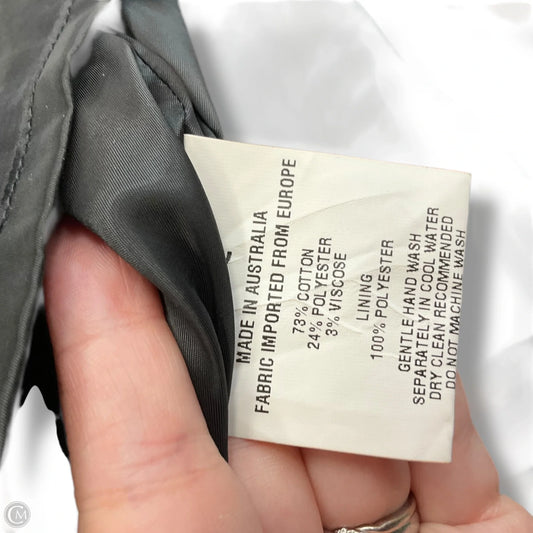 MADE IN AUSTRALIA
FABRIC IMPORTED FROM EUROPE
73% COTTON
24% POLYESTER
3% VISCOSE
LINING
100% POLYESTER
GENTLE HAND WASH
SEPARATELY IN COOL WATER
DRY CLEAN RECOMMENDED
DO NOT MACHINE WASH
CM